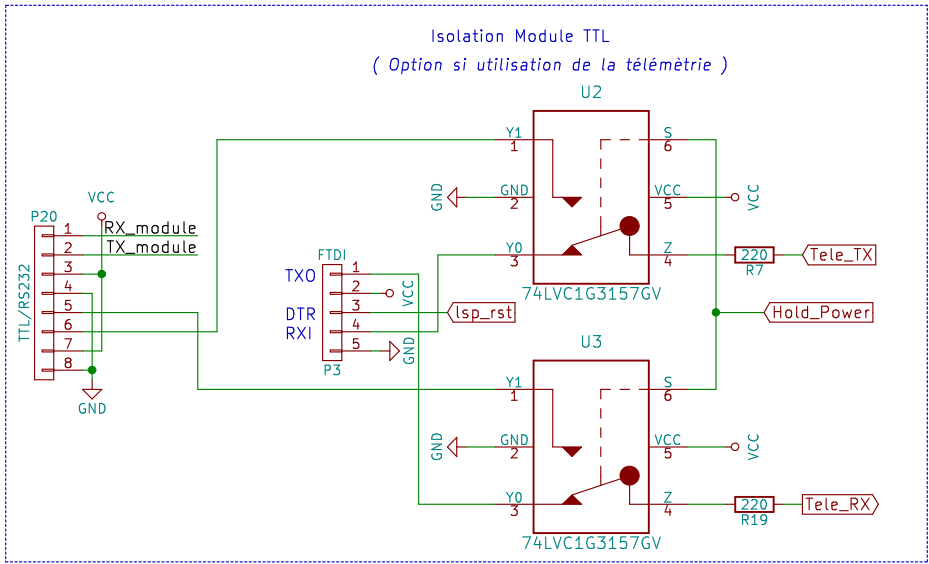 Isolation Module TTL
( Option si utilisation de la télémètrie )
U2
Y1
1
S
6
GND
GND
2
VCC
5
VCC
Y0
3
Z
4
220
R7
Tele_TX
74LVC1G3157GV
VCC
P20
TTL/RS232
1
RX_module
2
TX_module
3
4
5
6
7
8
GND
FTDI
TXO
1
2
VCC
DTR
3
lsp_rst
RXI
4
5
GND
P3
Hold_Power
U3
Y1
1
S
6
GND
GND
2
VCC
5
VCC
Y0
3
Z
4
220
R19
Tele_RX
74LVC1G3157GV